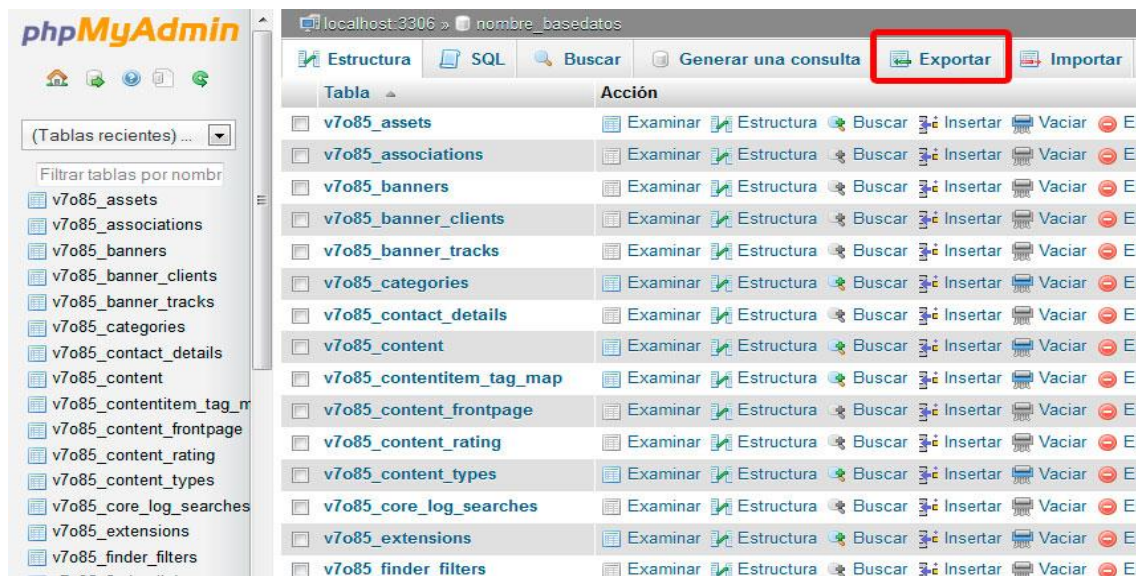 phpMyAdmin
(Tablas recientes) ...
Filtrar tablas por nombr
v7o85_assets
v7o85_associations
v7o85_banners
v7o85_banner_clients
v7o85_banner_tracks
v7o85_categories
v7o85_contact_details
v7o85_content
v7o85_contentitem_tag_m
v7o85_content_frontpage
v7o85_content_rating
v7o85_content_types
v7o85_core_log_searches
v7o85_extensions
v7o85_finder_filters
localhost:3306 » nombre_basedatos
Estructura SQL Buscar Generar una consulta Exportar Importar
Tabla Acción
v7o85_assets Examinar Estructura Buscar Insertar Vaciar E
v7o85_associations Examinar Estructura Buscar Insertar Vaciar E
v7o85_banners Examinar Estructura Buscar Insertar Vaciar E
v7o85_banner_clients Examinar Estructura Buscar Insertar Vaciar E
v7o85_banner_tracks Examinar Estructura Buscar Insertar Vaciar E
v7o85_categories Examinar Estructura Buscar Insertar Vaciar E
v7o85_contact_details Examinar Estructura Buscar Insertar Vaciar E
v7o85_content Examinar Estructura Buscar Insertar Vaciar E
v7o85_contentitem_tag_map Examinar Estructura Buscar Insertar Vaciar E
v7o85_content_frontpage Examinar Estructura Buscar Insertar Vaciar E
v7o85_content_rating Examinar Estructura Buscar Insertar Vaciar E
v7o85_content_types Examinar Estructura Buscar Insertar Vaciar E
v7o85_core_log_searches Examinar Estructura Buscar Insertar Vaciar E
v7o85_extensions Examinar Estructura Buscar Insertar Vaciar E
v7o85_finder_filters Examinar Estructura Buscar Insertar Vaciar E